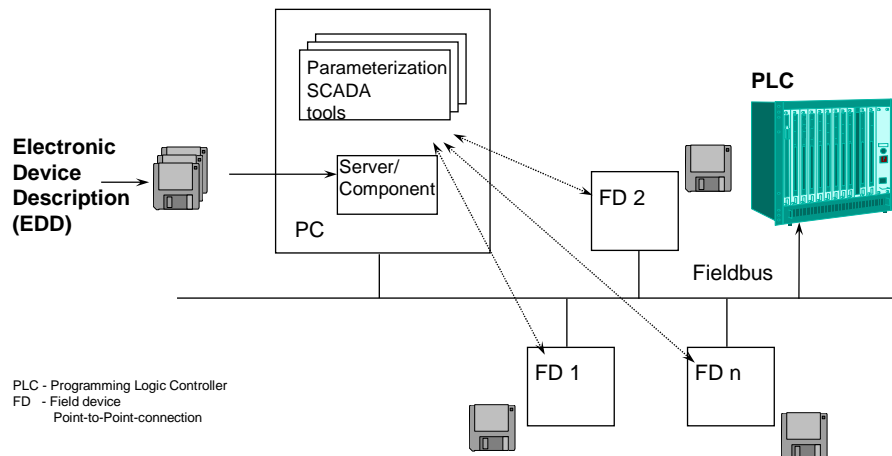 Parameterization
SCADA
tools
PLC
Electronic
Device
Description
(EDD)
Server/
Component
PC
FD 2
Fieldbus
FD 1
FD n
PLC - Programming Logic Controller
FD - Field device
Point-to-Point-connection